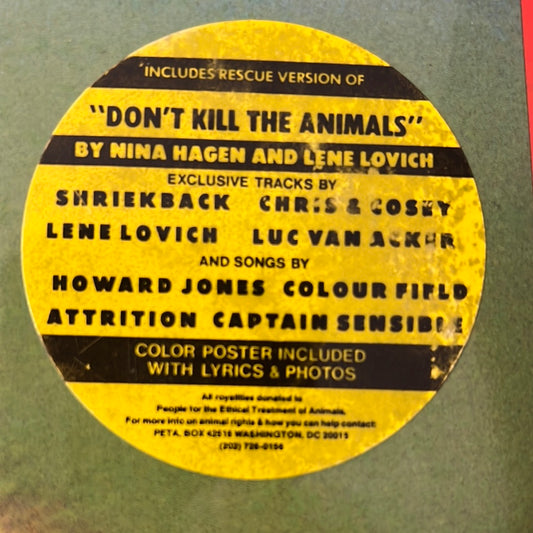 INCLUDES RESCUE VERSION OF
"DON'T KILL THE ANIMALS"
BY NINA HAGEN AND LENE LOVICH
EXCLUSIVE TRACKS BY
SHRIEKBACK CHRIS & COSEY
LENE LOVICH LUC VAN ACKER
AND SONGS BY
HOWARD JONES COLOUR FIELD
ATTRITION CAPTAIN SENSIBLE
COLOR POSTER INCLUDED
WITH LYRICS & PHOTOS
All royalties donated to
People for the Ethical Treatment of Animals.
For more info on animal rights & how you can help contact:
PETA, BOX 42516 WASHINGTON, DC 20015
(202) 726-0156